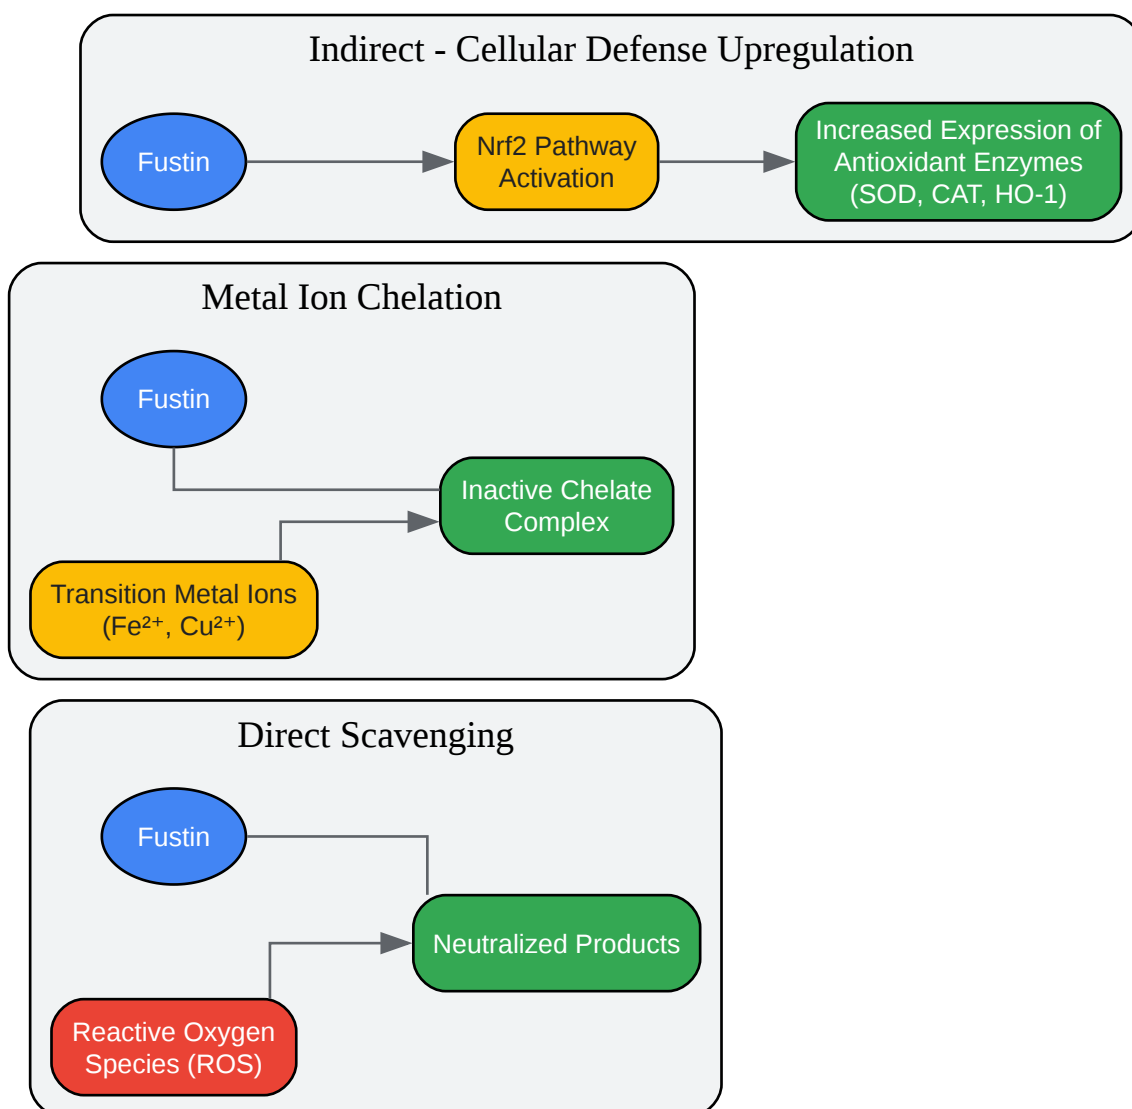 Indirect - Cellular Defense Upregulation
Fustin
Nrf2 Pathway
Activation
Increased Expression of
Antioxidant Enzymes
(SOD, CAT, HO-1)
Metal Ion Chelation
Fustin
Inactive Chelate
Complex
Transition Metal Ions
(Fe²⁺, Cu²⁺)
Direct Scavenging
Fustin
Neutralized Products
Reactive Oxygen
Species (ROS)